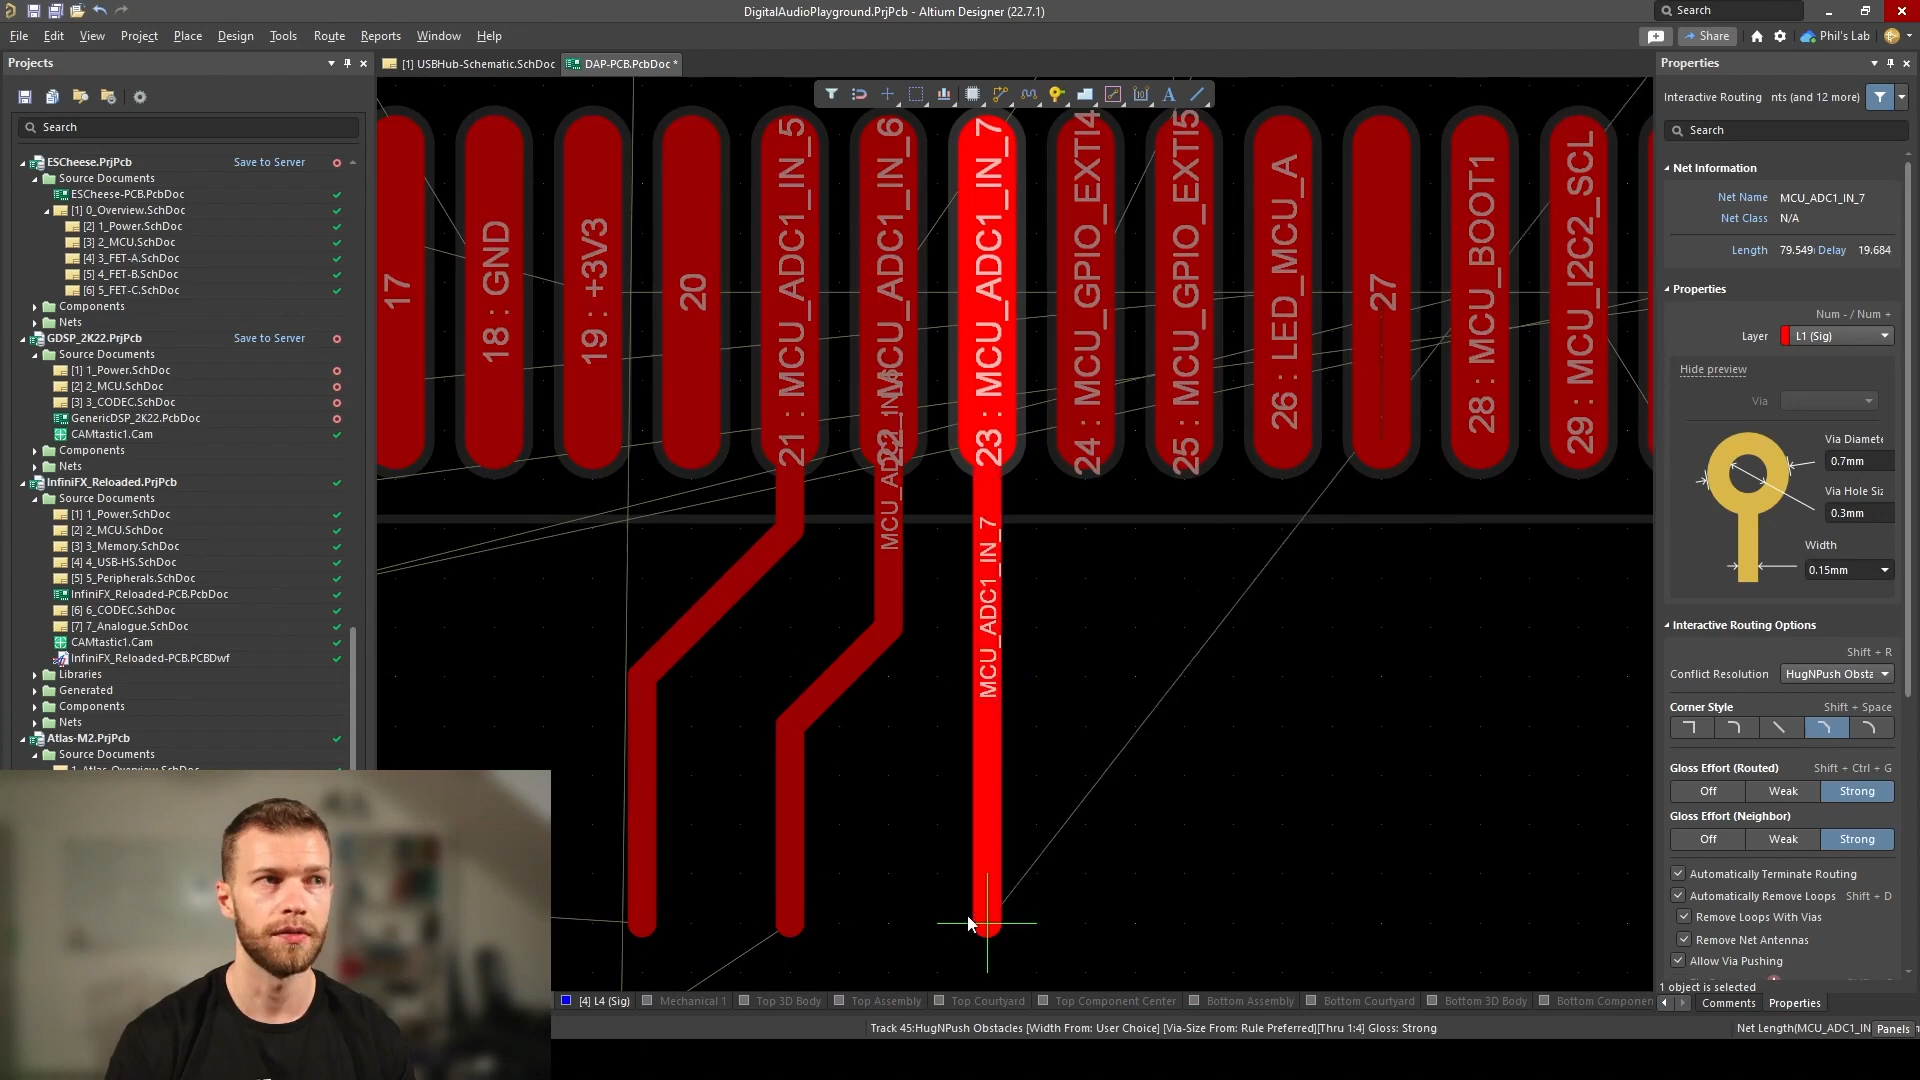 DigitalAudioPlayground.PrjPcb - Altium Designer (22.7.1)
Search
File Edit View Project Place Design Tools Route Reports Window Help
Share
Phil's Lab
Projects
[1] USBHub-Schematic.SchDoc
DAP-PCB.PcbDoc *
Properties
Interactive Routing nts (and 12 more)
Search
Search
ESCheese.PrjPcb Save to Server
Source Documents
ESCheese-PCB.PcbDoc
[1] 0_Overview.SchDoc
[2] 1_Power.SchDoc
[3] 2_MCU.SchDoc
[4] 3_FET-A.SchDoc
[5] 4_FET-B.SchDoc
[6] 5_FET-C.SchDoc
Components
Nets
GDSP_2K22.PrjPcb Save to Server
Source Documents
[1] 1_Power.SchDoc
[2] 2_MCU.SchDoc
[3] 3_CODEC.SchDoc
GenericDSP_2K22.PcbDoc
CAMtastic1.Cam
Components
Nets
InfiniFX_Reloaded.PrjPcb
Source Documents
[1] 1_Power.SchDoc
[2] 2_MCU.SchDoc
[3] 3_Memory.SchDoc
[4] 4_USB-HS.SchDoc
[5] 5_Peripherals.SchDoc
InfiniFX_Reloaded-PCB.PcbDoc
[6] 6_CODEC.SchDoc
[7] 7_Analogue.SchDoc
CAMtastic1.Cam
InfiniFX_Reloaded-PCB.PCBDwf
Libraries
Generated
Components
Nets
Atlas-M2.PrjPcb
Source Documents
17
18 : GND
19 : +3V3
20
21 : MCU_ADC1_IN_5
22 : MCU_ADC1_IN_6
MCU_ADC1_IN_6
23 : MCU_ADC1_IN_7
MCU_ADC1_IN_7
24 : MCU_GPIO_EXTI4
25 : MCU_GPIO_EXTI5
26 : LED_MCU_A
27
28 : MCU_BOOT1
29 : MCU_I2C2_SCL
Net Information
Net Name MCU_ADC1_IN_7
Net Class N/A
Length 79.549 Delay 19.684
Properties
Num - / Num +
Layer L1 (Sig)
Hide preview
Via
Via Diamete
0.7mm
Via Hole Siz
0.3mm
Width
0.15mm
Interactive Routing Options
Shift + R
Conflict Resolution HugNPush Obsta
Corner Style Shift + Space
Gloss Effort (Routed) Shift + Ctrl + G
Off Weak Strong
Gloss Effort (Neighbor)
Off Weak Strong
Automatically Terminate Routing
Automatically Remove Loops Shift + D
Remove Loops With Vias
Remove Net Antennas
Allow Via Pushing
1 object is selected
Comments Properties
[4] L4 (Sig) Mechanical 1 Top 3D Body Top Assembly Top Courtyard Top Component Center Bottom Assembly Bottom Courtyard Bottom 3D Body Bottom Componen
Track 45:HugNPush Obstacles [Width From: User Choice] [Via-Size From: Rule Preferred][Thru 1:4] Gloss: Strong
Net Length(MCU_ADC1_IN
Panels